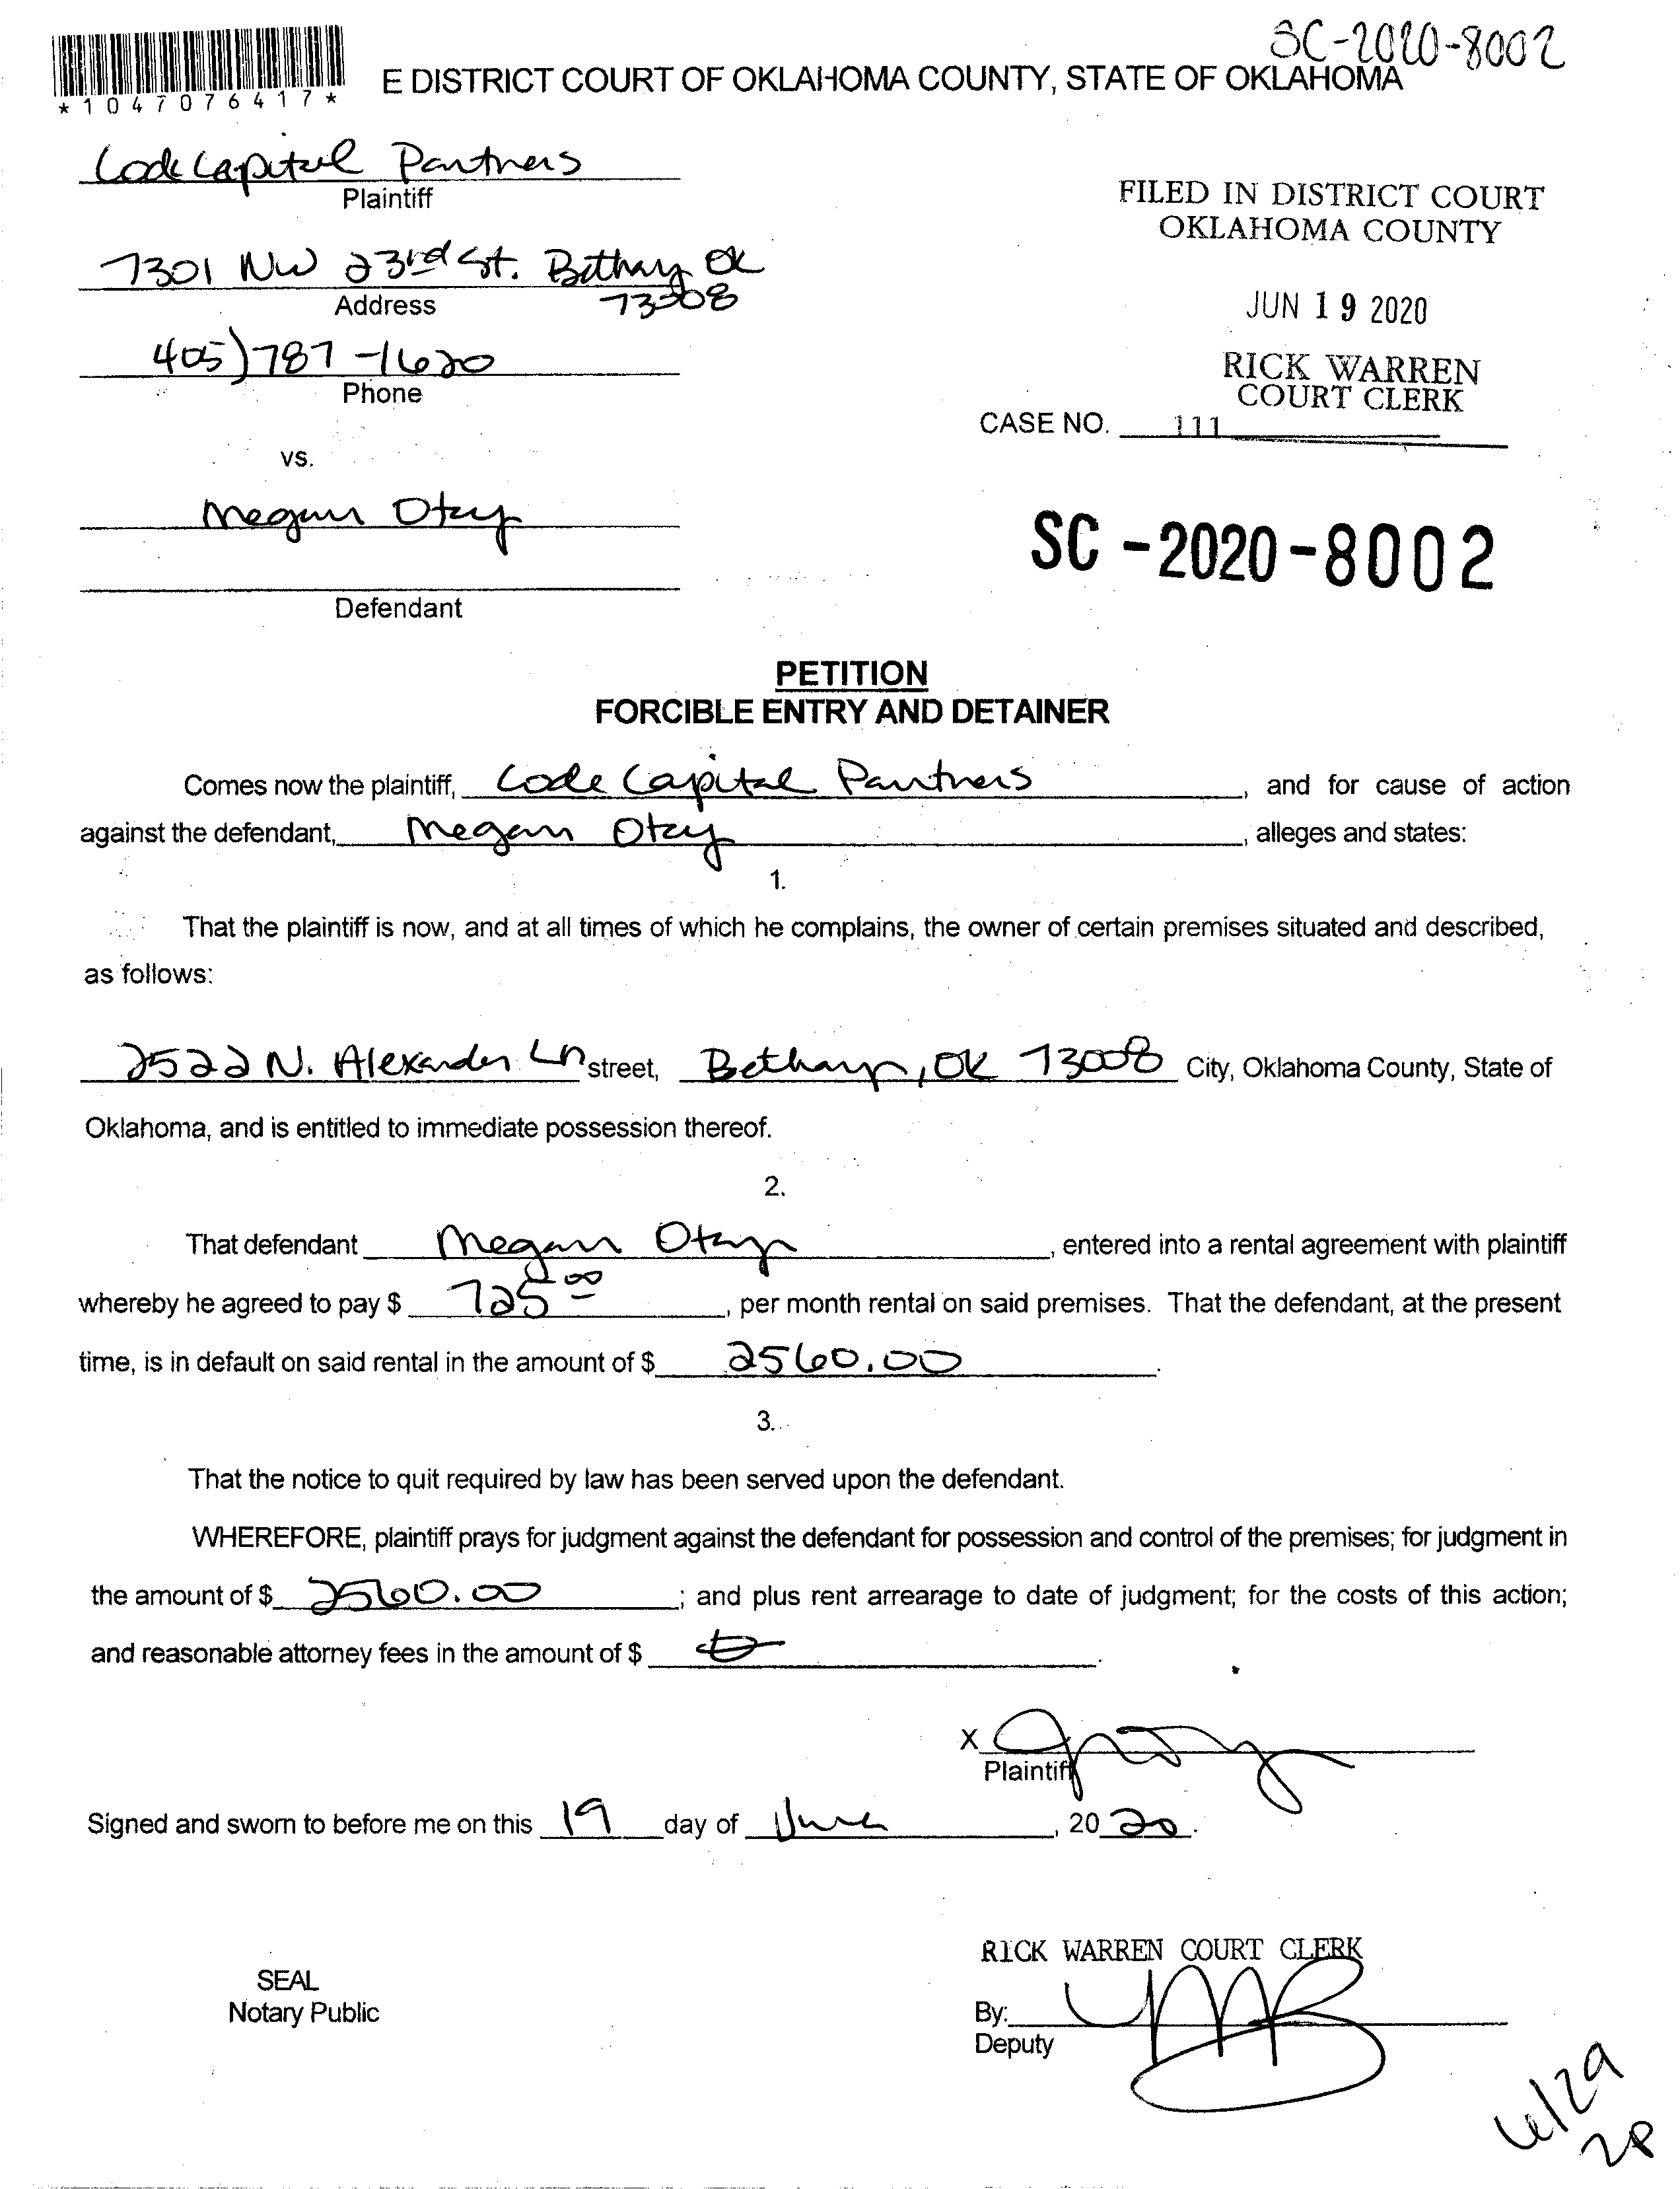 SC-2020-8002
*1047076417*
E DISTRICT COURT OF OKLAHOMA COUNTY, STATE OF OKLAHOMA
Code Capital Partners
Plaintiff
FILED IN DISTRICT COURT
OKLAHOMA COUNTY
7301 NW 23rd St. Bethany OK
73008
Address
JUN 19 2020
405)787-1620
Phone
RICK WARREN
COURT CLERK
CASE NO. 111
vs.
Megan Otey
SC-2020-8002
Defendant
PETITION
FORCIBLE ENTRY AND DETAINER
Comes now the plaintiff, Code Capital Partners, and for cause of action
against the defendant, Megan Otey, alleges and states:
1.
That the plaintiff is now, and at all times of which he complains, the owner of certain premises situated and described,
as follows:
2522 N. Alexander Ln street, Bethany, OK 73008 City, Oklahoma County, State of
Oklahoma, and is entitled to immediate possession thereof.
2.
That defendant Megan Otey, entered into a rental agreement with plaintiff
whereby he agreed to pay $ 725 00, per month rental on said premises. That the defendant, at the present
time, is in default on said rental in the amount of $ 2560.00.
3.
That the notice to quit required by law has been served upon the defendant.
WHEREFORE, plaintiff prays for judgment against the defendant for possession and control of the premises; for judgment in
the amount of $ 2560.00; and plus rent arrearage to date of judgment; for the costs of this action;
and reasonable attorney fees in the amount of $
X
Plaintiff
Signed and sworn to before me on this 19 day of June, 2020.
RICK WARREN COURT CLERK
SEAL
Notary Public
By:
Deputy
6/29
2P